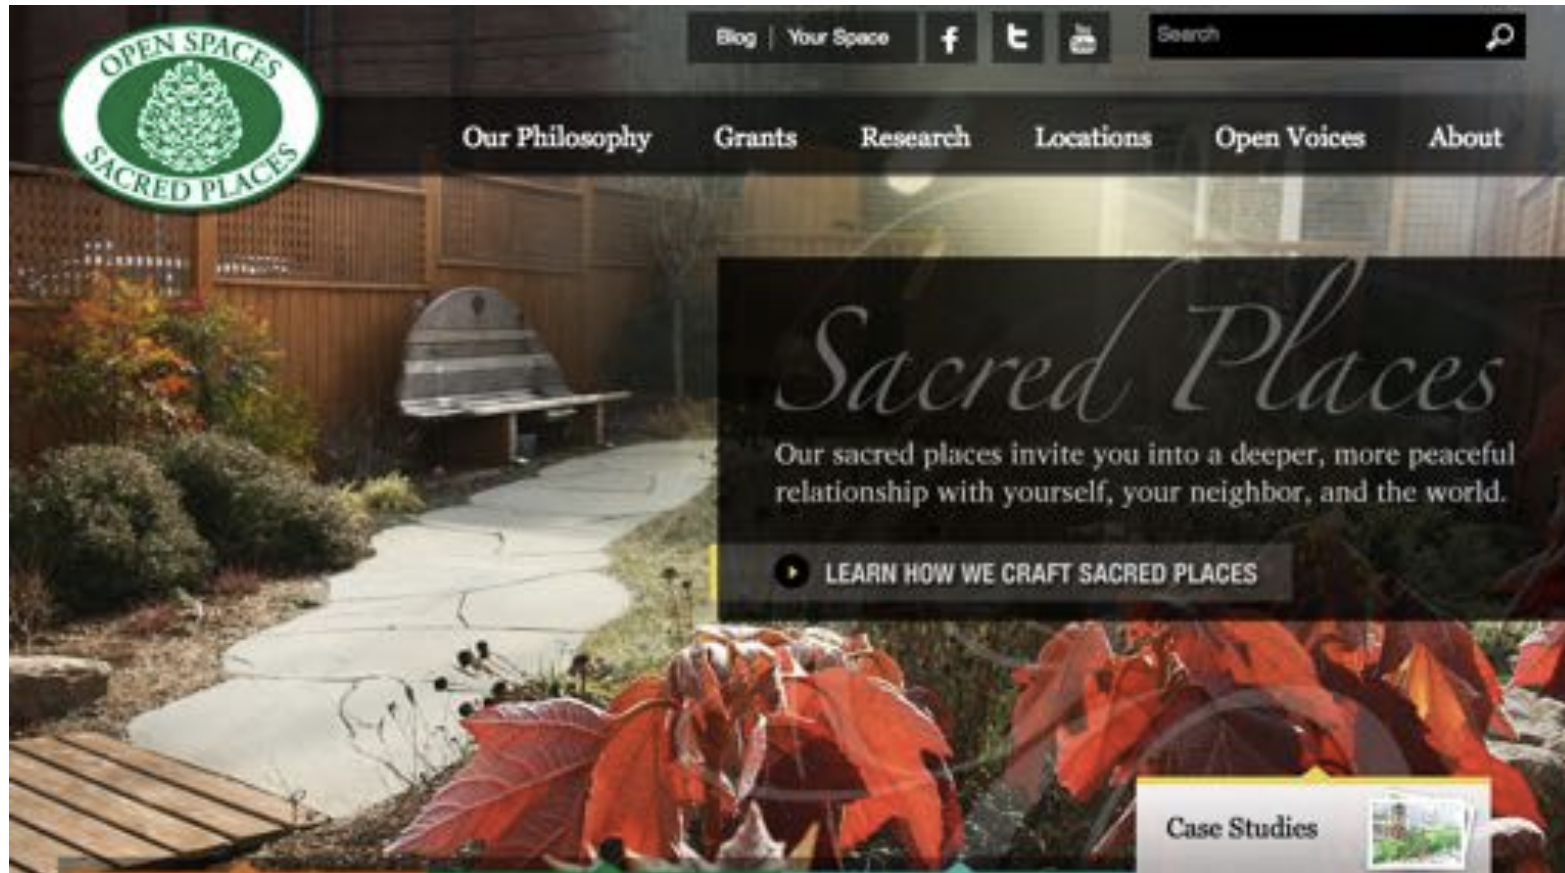 OPEN SPACES
SACRED PLACES
Blog | Your Space
f
t
You Tube
Search
Our Philosophy
Grants
Research
Locations
Open Voices
About
Sacred Places
Our sacred places invite you into a deeper, more peaceful
relationship with yourself, your neighbor, and the world.
LEARN HOW WE CRAFT SACRED PLACES
Case Studies